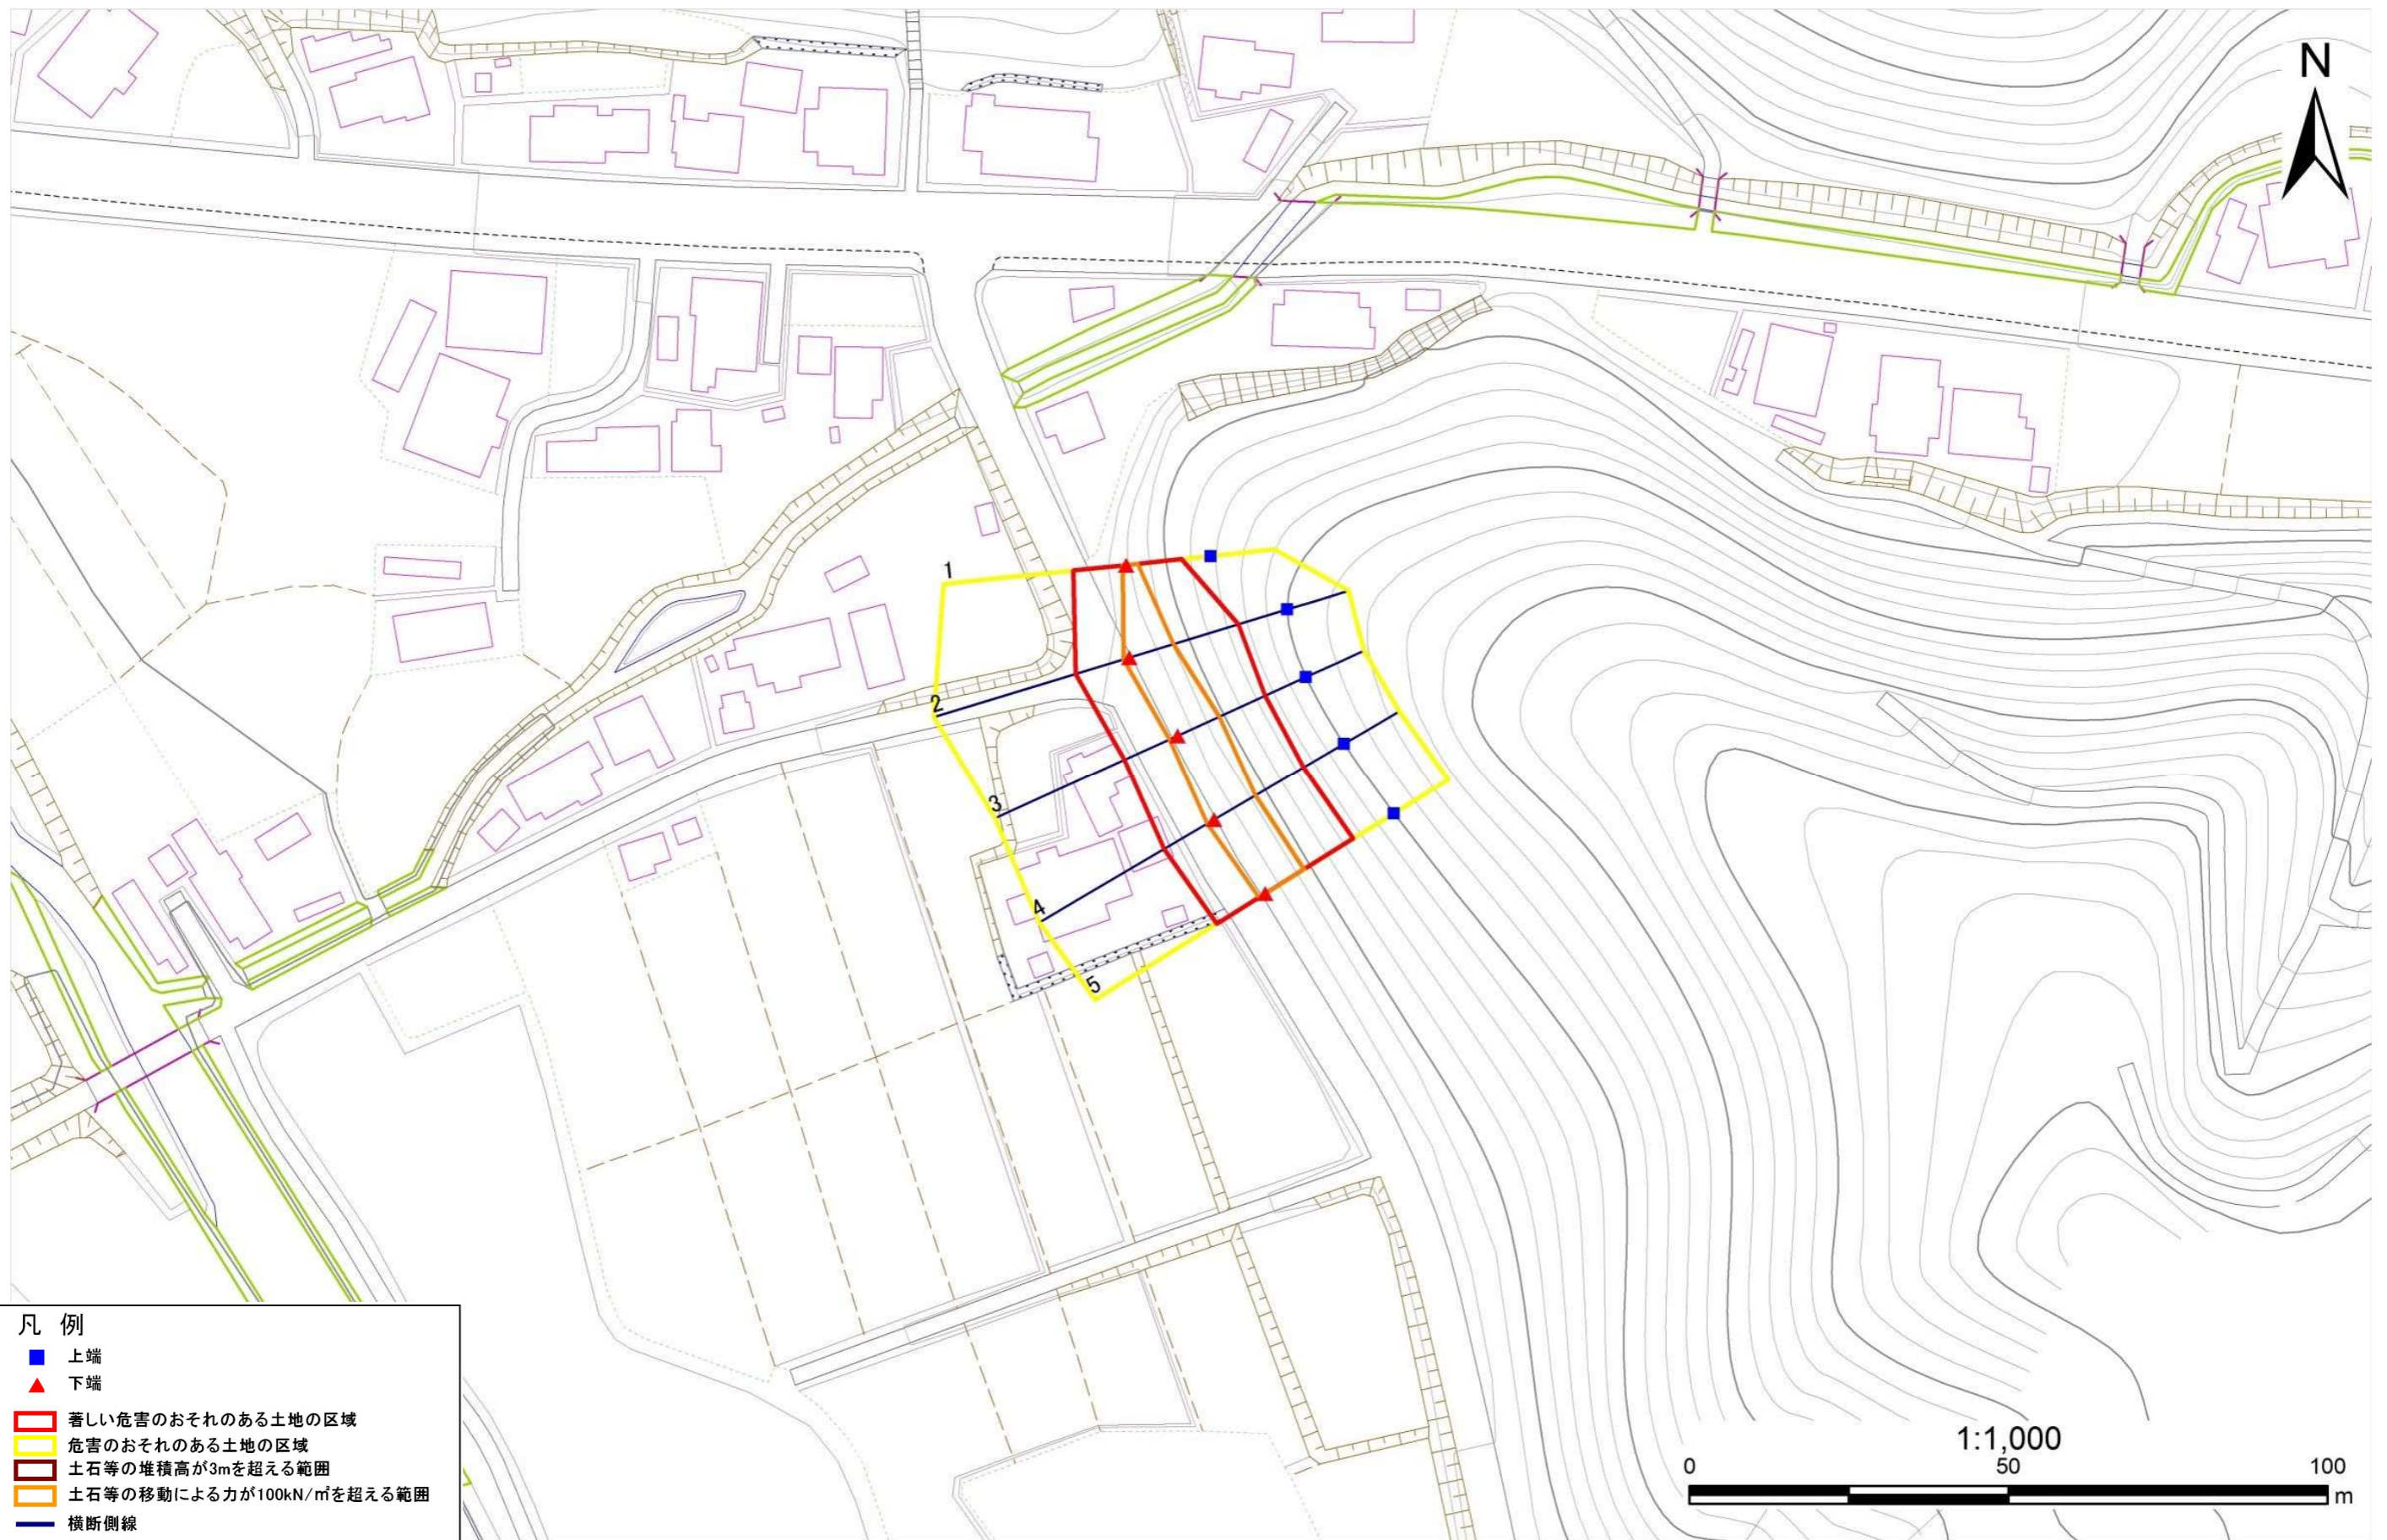 N
1
2
3
4
5
凡 例
上端
下端
著しい危害のおそれのある土地の区域
危害のおそれのある土地の区域
土石等の堆積高が3mを超える範囲
土石等の移動による力が100kN/㎡を超える範囲
横断側線
1:1,000
0 50 100
m